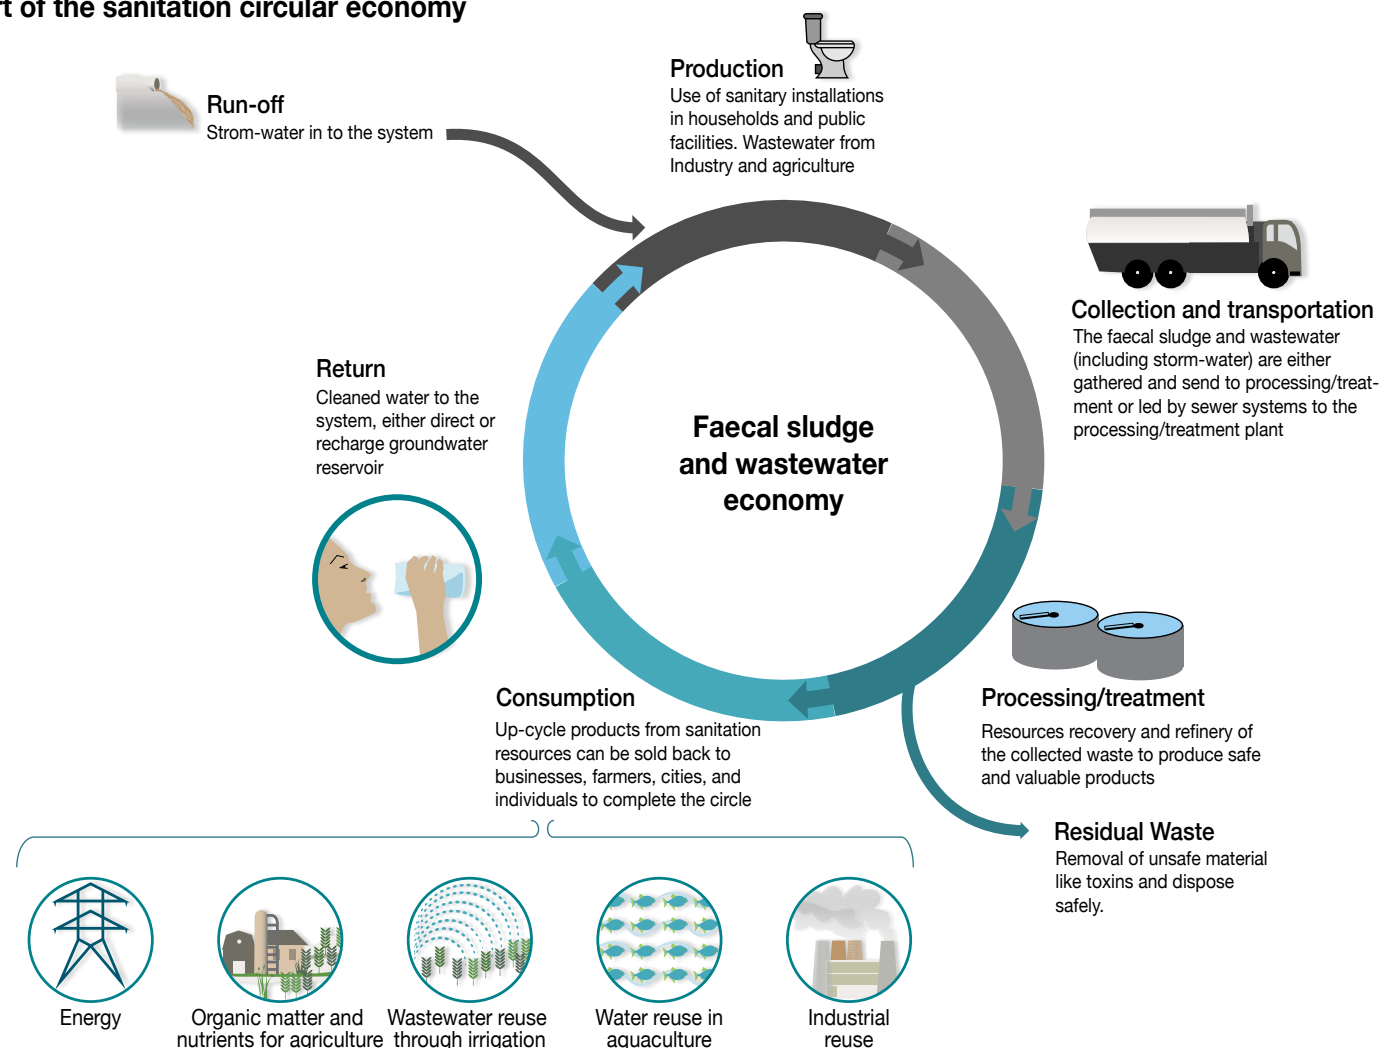 of the sanitation circular economy
Production
Use of sanitary installations
in households and public
facilities. Wastewater from
Industry and agriculture
Run-off
Strom-water in to the system
Collection and transportation
The faecal sludge and wastewater
(including storm-water) are either
gathered and send to processing/treat-
ment or led by sewer systems to the
processing/treatment plant
Return
Cleaned water to the
system, either direct or
recharge groundwater
reservoir
Faecal sludge
and wastewater
economy
Processing/treatment
Resources recovery and refinery of
the collected waste to produce safe
and valuable products
Consumption
Up-cycle products from sanitation
resources can be sold back to
businesses, farmers, cities, and
individuals to complete the circle
Residual Waste
Removal of unsafe material
like toxins and dispose
safely.
Energy
Organic matter and
nutrients for agriculture
Wastewater reuse
through irrigation
Water reuse in
aquaculture
Industrial
reuse